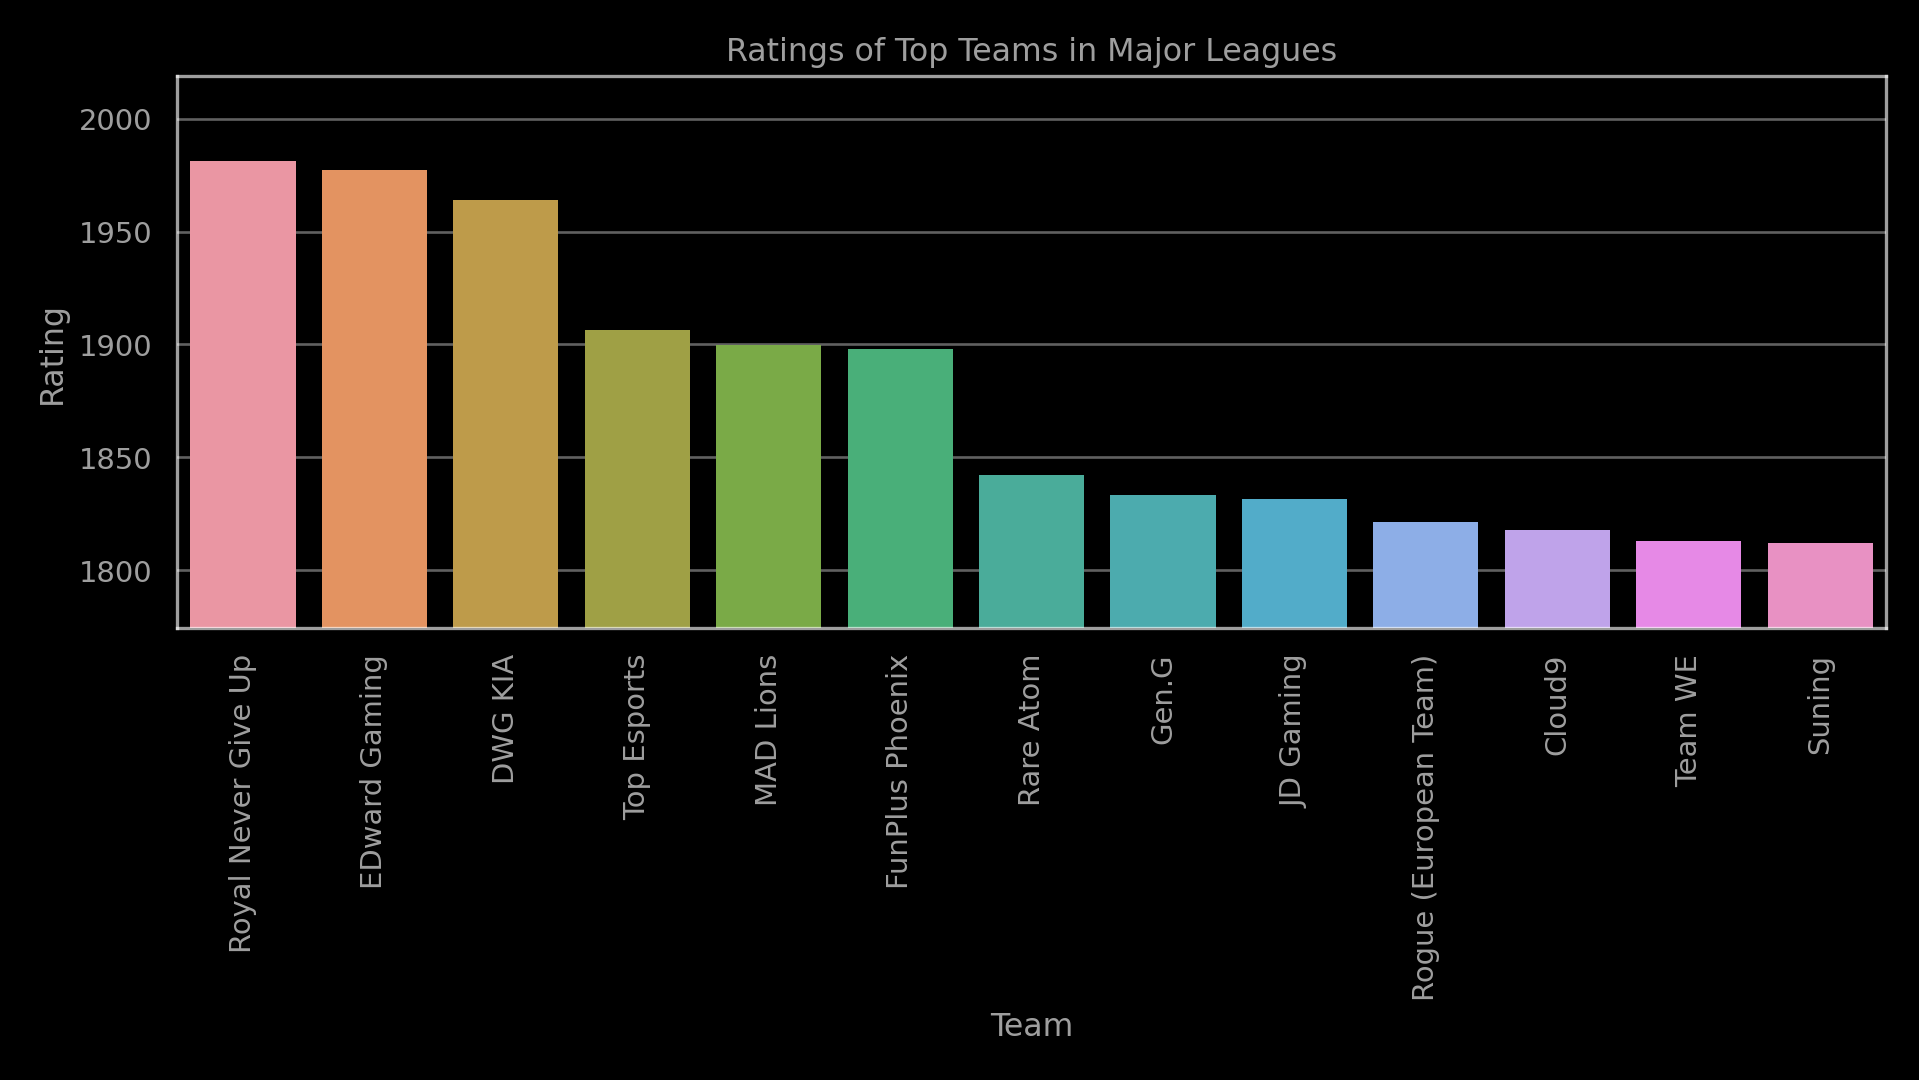 Ratings of Top Teams in Major Leagues
Rating
2000
1950
1900
1850
1800
Royal Never Give Up
EDward Gaming
DWG KIA
Top Esports
MAD Lions
FunPlus Phoenix
Rare Atom
Gen.G
JD Gaming
Rogue (European Team)
Cloud9
Team WE
Suning
Team